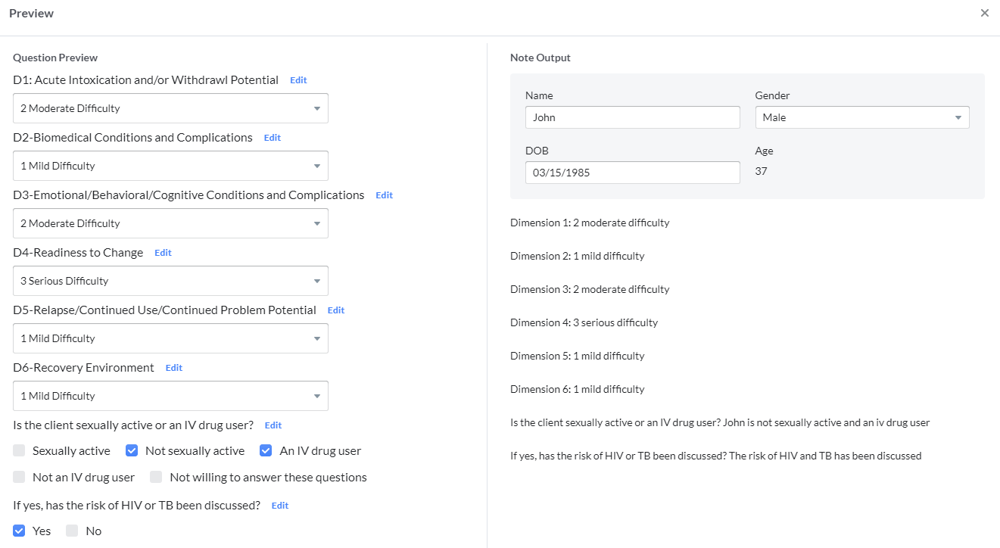 Preview
×
Question Preview
D1: Acute Intoxication and/or Withdrawl Potential Edit
2 Moderate Difficulty
D2-Biomedical Conditions and Complications Edit
1 Mild Difficulty
D3-Emotional/Behavioral/Cognitive Conditions and Complications Edit
2 Moderate Difficulty
D4-Readiness to Change Edit
3 Serious Difficulty
D5-Relapse/Continued Use/Continued Problem Potential Edit
1 Mild Difficulty
D6-Recovery Environment Edit
1 Mild Difficulty
Is the client sexually active or an IV drug user? Edit
Sexually active Not sexually active An IV drug user
Not an IV drug user Not willing to answer these questions
If yes, has the risk of HIV or TB been discussed? Edit
Yes No
Note Output
Name Gender
John Male
DOB Age
03/15/1985 37
Dimension 1: 2 moderate difficulty
Dimension 2: 1 mild difficulty
Dimension 3: 2 moderate difficulty
Dimension 4: 3 serious difficulty
Dimension 5: 1 mild difficulty
Dimension 6: 1 mild difficulty
Is the client sexually active or an IV drug user? John is not sexually active and an iv drug user
If yes, has the risk of HIV or TB been discussed? The risk of HIV and TB has been discussed